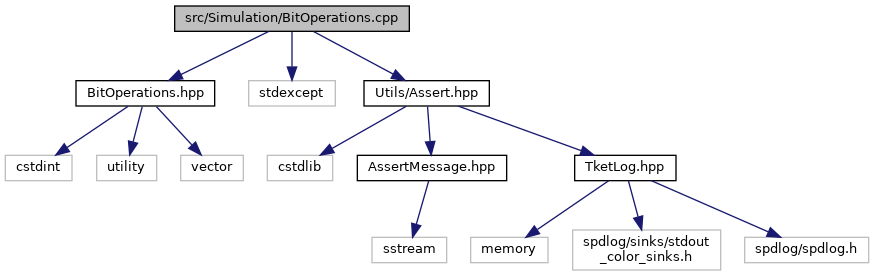 src/Simulation/BitOperations.cpp
BitOperations.hpp
stdexcept
Utils/Assert.hpp
cstdint
utility
vector
cstdlib
AssertMessage.hpp
TketLog.hpp
sstream
memory
spdlog/sinks/stdout
_color_sinks.h
spdlog/spdlog.h